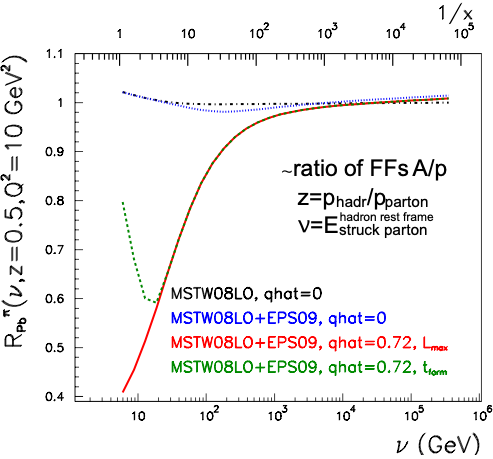 1/x
1 10 10² 10³ 10⁴ 10⁵
1.1
1
0.9
0.8
0.7
0.6
0.5
0.4
R_Pb^π(ν,z=0.5,Q²=10 GeV²)
~ratio of FFs A/p
z=p_hadr/p_parton
ν=E^hadron rest frame_struck parton
MSTW08LO, qhat=0
MSTW08LO+EPS09, qhat=0
MSTW08LO+EPS09, qhat=0.72, L_max
MSTW08LO+EPS09, qhat=0.72, t_form
10 10² 10³ 10⁴ 10⁵ 10⁶
ν (GeV)